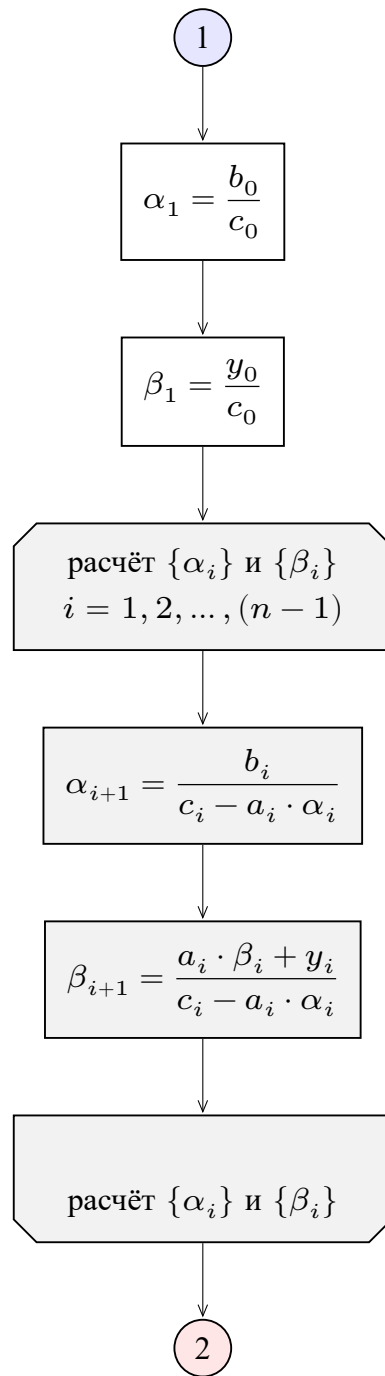 1
α₁ = b₀ / c₀
β₁ = y₀ / c₀
расчёт {αᵢ} и {βᵢ}
i = 1, 2, ... , (n − 1)
αᵢ₊₁ = bᵢ / (cᵢ − aᵢ · αᵢ)
βᵢ₊₁ = (aᵢ · βᵢ + yᵢ) / (cᵢ − aᵢ · αᵢ)
расчёт {αᵢ} и {βᵢ}
2